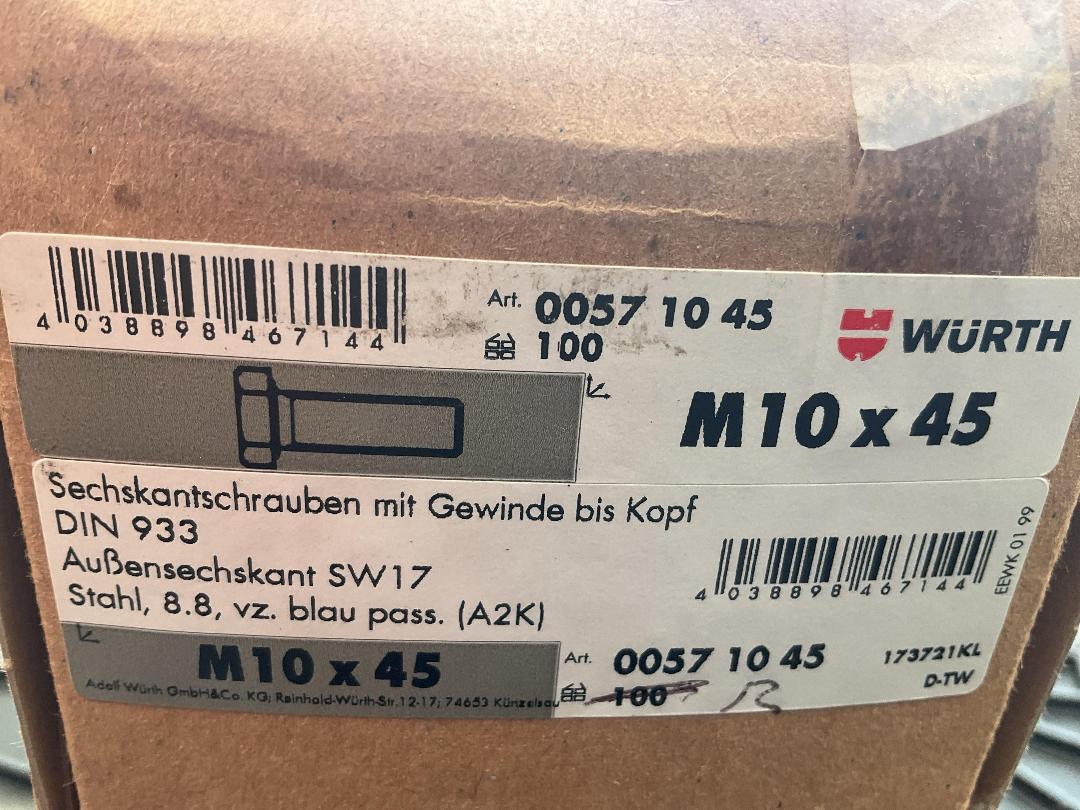 Art. 0057 10 45
4 038898 467144
100
WÜRTH
M10 x 45
Sechskantschrauben mit Gewinde bis Kopf
DIN 933
Außensechskant SW17
Stahl, 8.8, vz. blau pass. (A2K)
4 038898 467144
EEWK 01 99
M10 x 45
Adolf Würth GmbH&Co. KG; Reinhold-Würth-Str.12-17; 74653 Künzelsau
Art. 0057 10 45
100
173721KL
D-TW